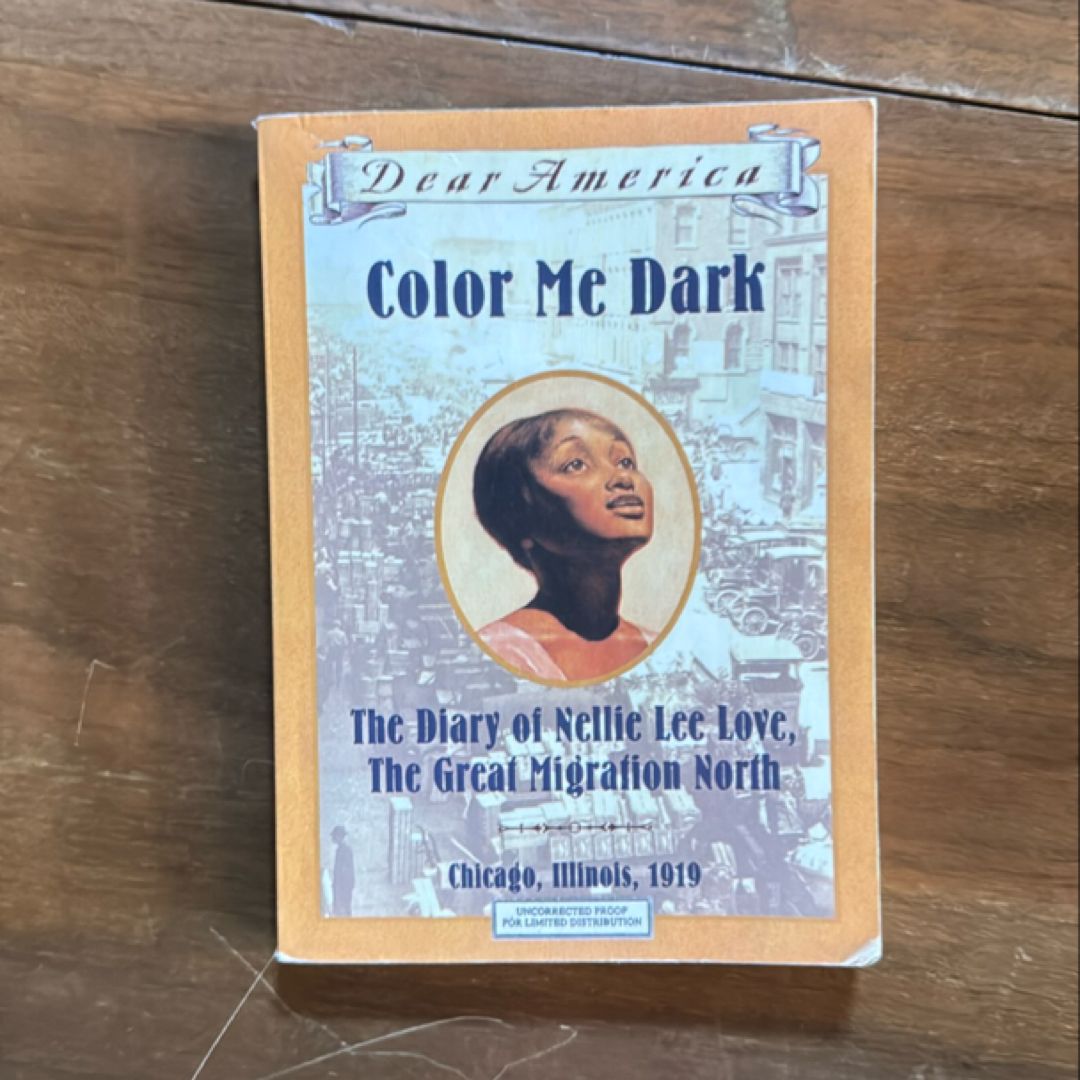 Dear America
Color Me Dark
The Diary of Nellie Lee Love,
The Great Migration North
Chicago, Illinois, 1919
UNCORRECTED PROOF
FOR LIMITED DISTRIBUTION